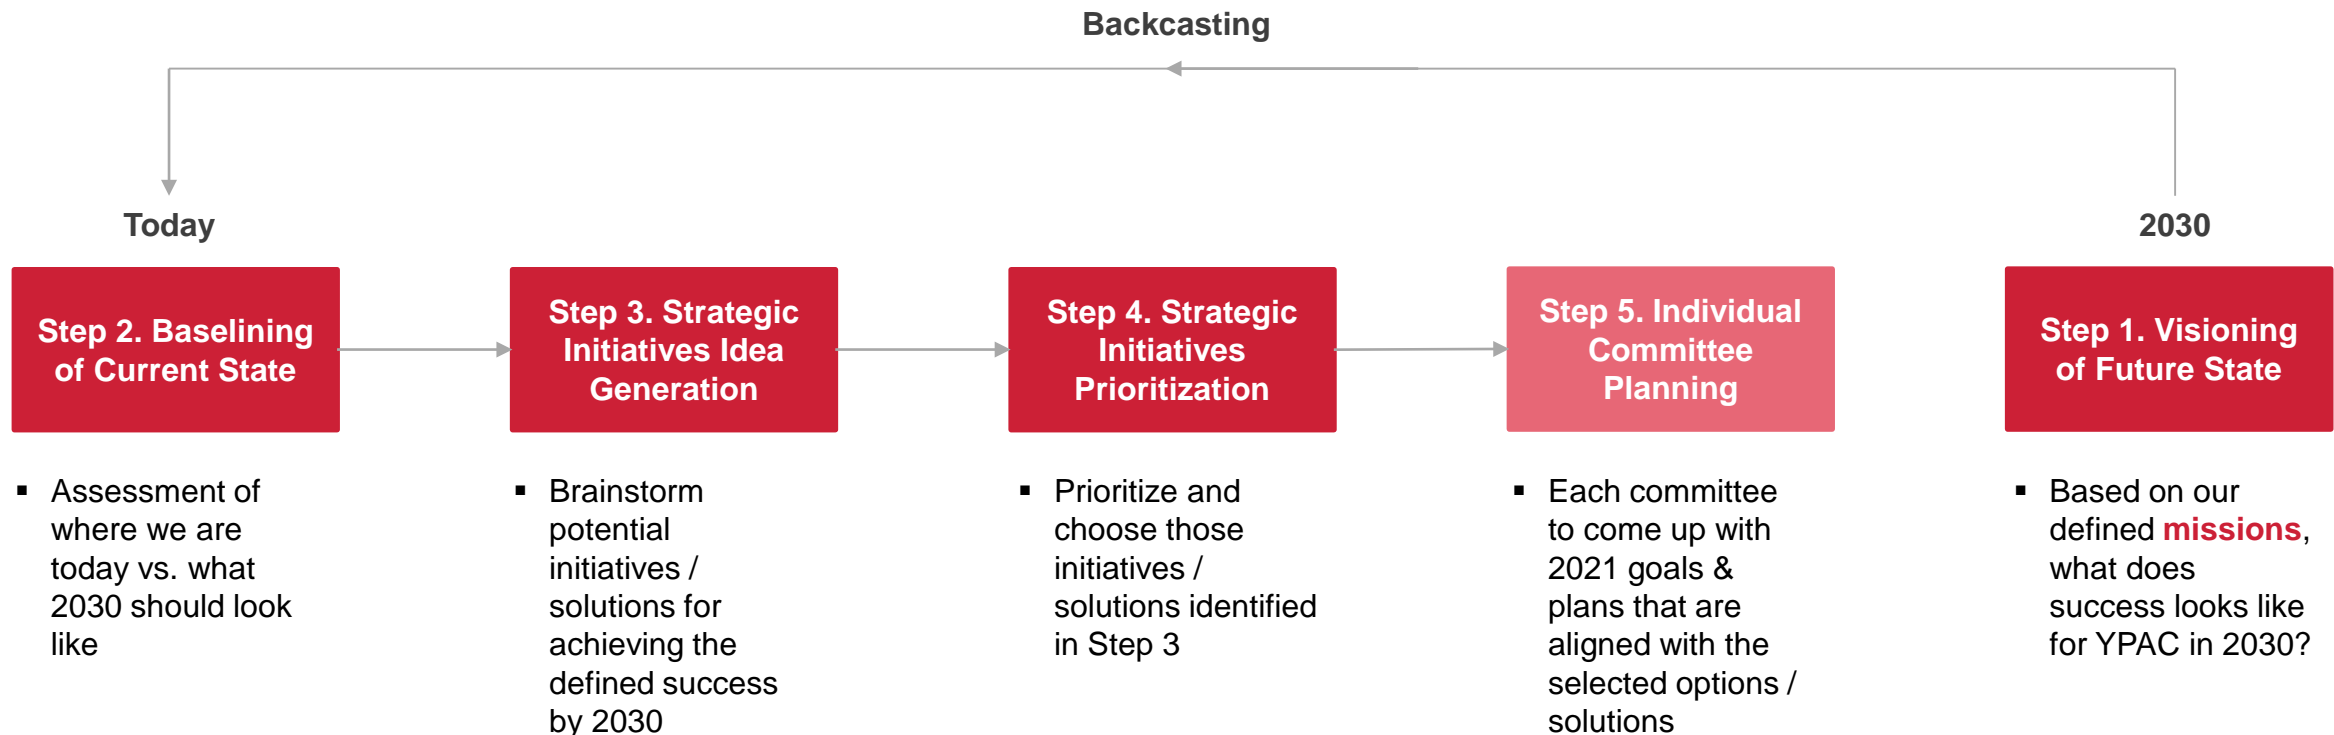 Backcasting
Today
2030
Step 2. Baselining
of Current State
Step 3. Strategic
Initiatives Idea
Generation
Step 4. Strategic
Initiatives
Prioritization
Step 5. Individual
Committee
Planning
Step 1. Visioning
of Future State
▪ Assessment of
where we are
today vs. what
2030 should look
like
▪ Brainstorm
potential
initiatives /
solutions for
achieving the
defined success
by 2030
▪ Prioritize and
choose those
initiatives /
solutions identified
in Step 3
▪ Each committee
to come up with
2021 goals &
plans that are
aligned with the
selected options /
solutions
▪ Based on our
defined missions,
what does
success looks like
for YPAC in 2030?